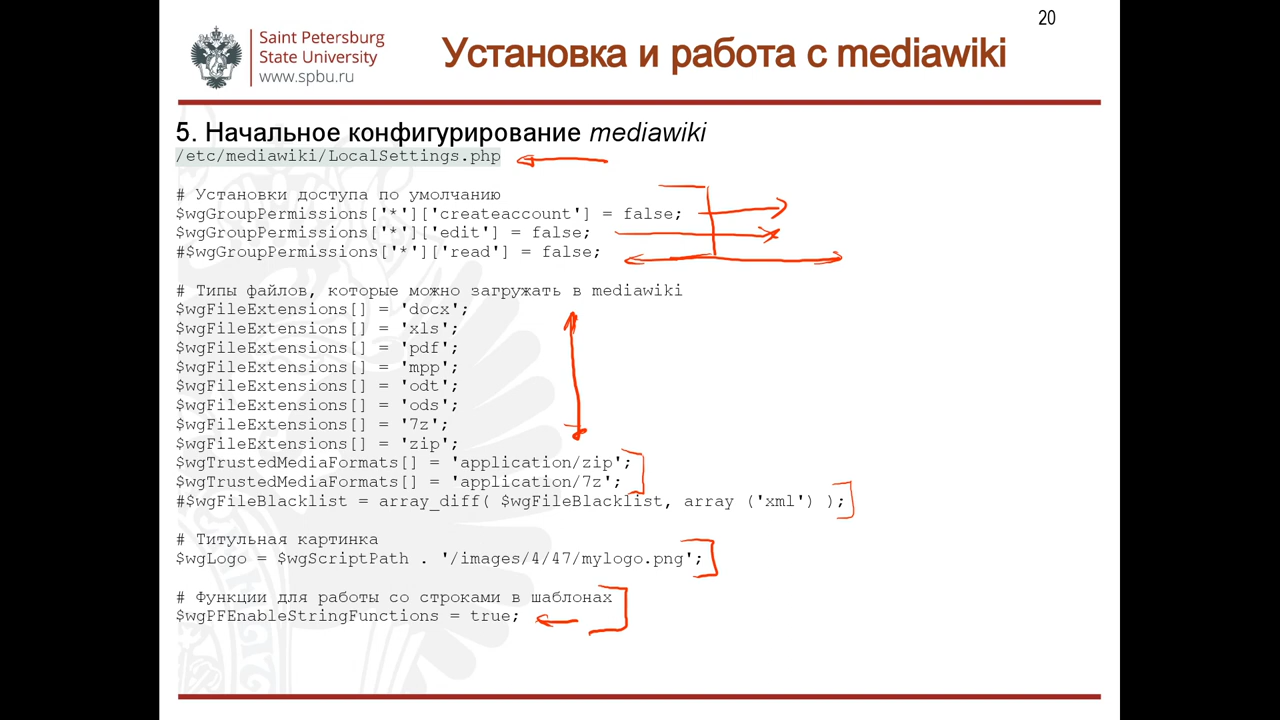 20
Saint Petersburg
State University
www.spbu.ru
Установка и работа с mediawiki
5. Начальное конфигурирование mediawiki
/etc/mediawiki/LocalSettings.php
# Установки доступа по умолчанию
$wgGroupPermissions['*']['createaccount'] = false;
$wgGroupPermissions['*']['edit'] = false;
#$wgGroupPermissions['*']['read'] = false;
# Типы файлов, которые можно загружать в mediawiki
$wgFileExtensions[] = 'docx';
$wgFileExtensions[] = 'xls';
$wgFileExtensions[] = 'pdf';
$wgFileExtensions[] = 'mpp';
$wgFileExtensions[] = 'odt';
$wgFileExtensions[] = 'ods';
$wgFileExtensions[] = '7z';
$wgFileExtensions[] = 'zip';
$wgTrustedMediaFormats[] = 'application/zip';
$wgTrustedMediaFormats[] = 'application/7z';
#$wgFileBlacklist = array_diff( $wgFileBlacklist, array ('xml') );
# Титульная картинка
$wgLogo = $wgScriptPath . '/images/4/47/mylogo.png';
# Функции для работы со строками в шаблонах
$wgPFEnableStringFunctions = true;